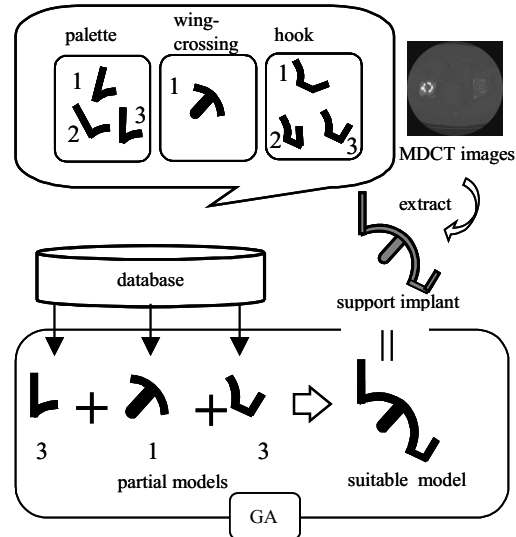 palette
wing-
crossing
hook
1
2
3
1
1
2
3
MDCT images
extract
support implant
database
+
+
=
3
1
3
partial models
suitable model
GA